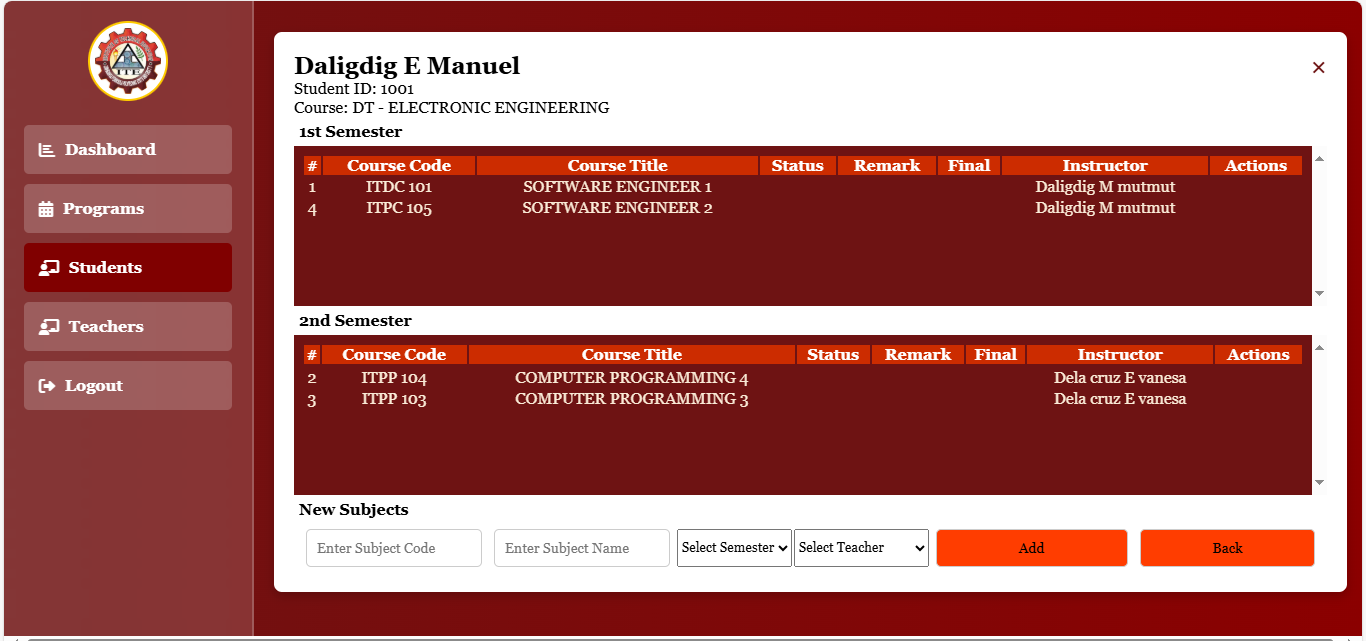 ITE
Dashboard
Programs
Students
Teachers
Logout
Daligdig E Manuel
×
Student ID: 1001
Course: DT - ELECTRONIC ENGINEERING
1st Semester
# Course Code Course Title Status Remark Final Instructor Actions
1 ITDC 101 SOFTWARE ENGINEER 1 Daligdig M mutmut
4 ITPC 105 SOFTWARE ENGINEER 2 Daligdig M mutmut
2nd Semester
# Course Code Course Title Status Remark Final Instructor Actions
2 ITPP 104 COMPUTER PROGRAMMING 4 Dela cruz E vanesa
3 ITPP 103 COMPUTER PROGRAMMING 3 Dela cruz E vanesa
New Subjects
Enter Subject Code Enter Subject Name Select Semester Select Teacher Add Back